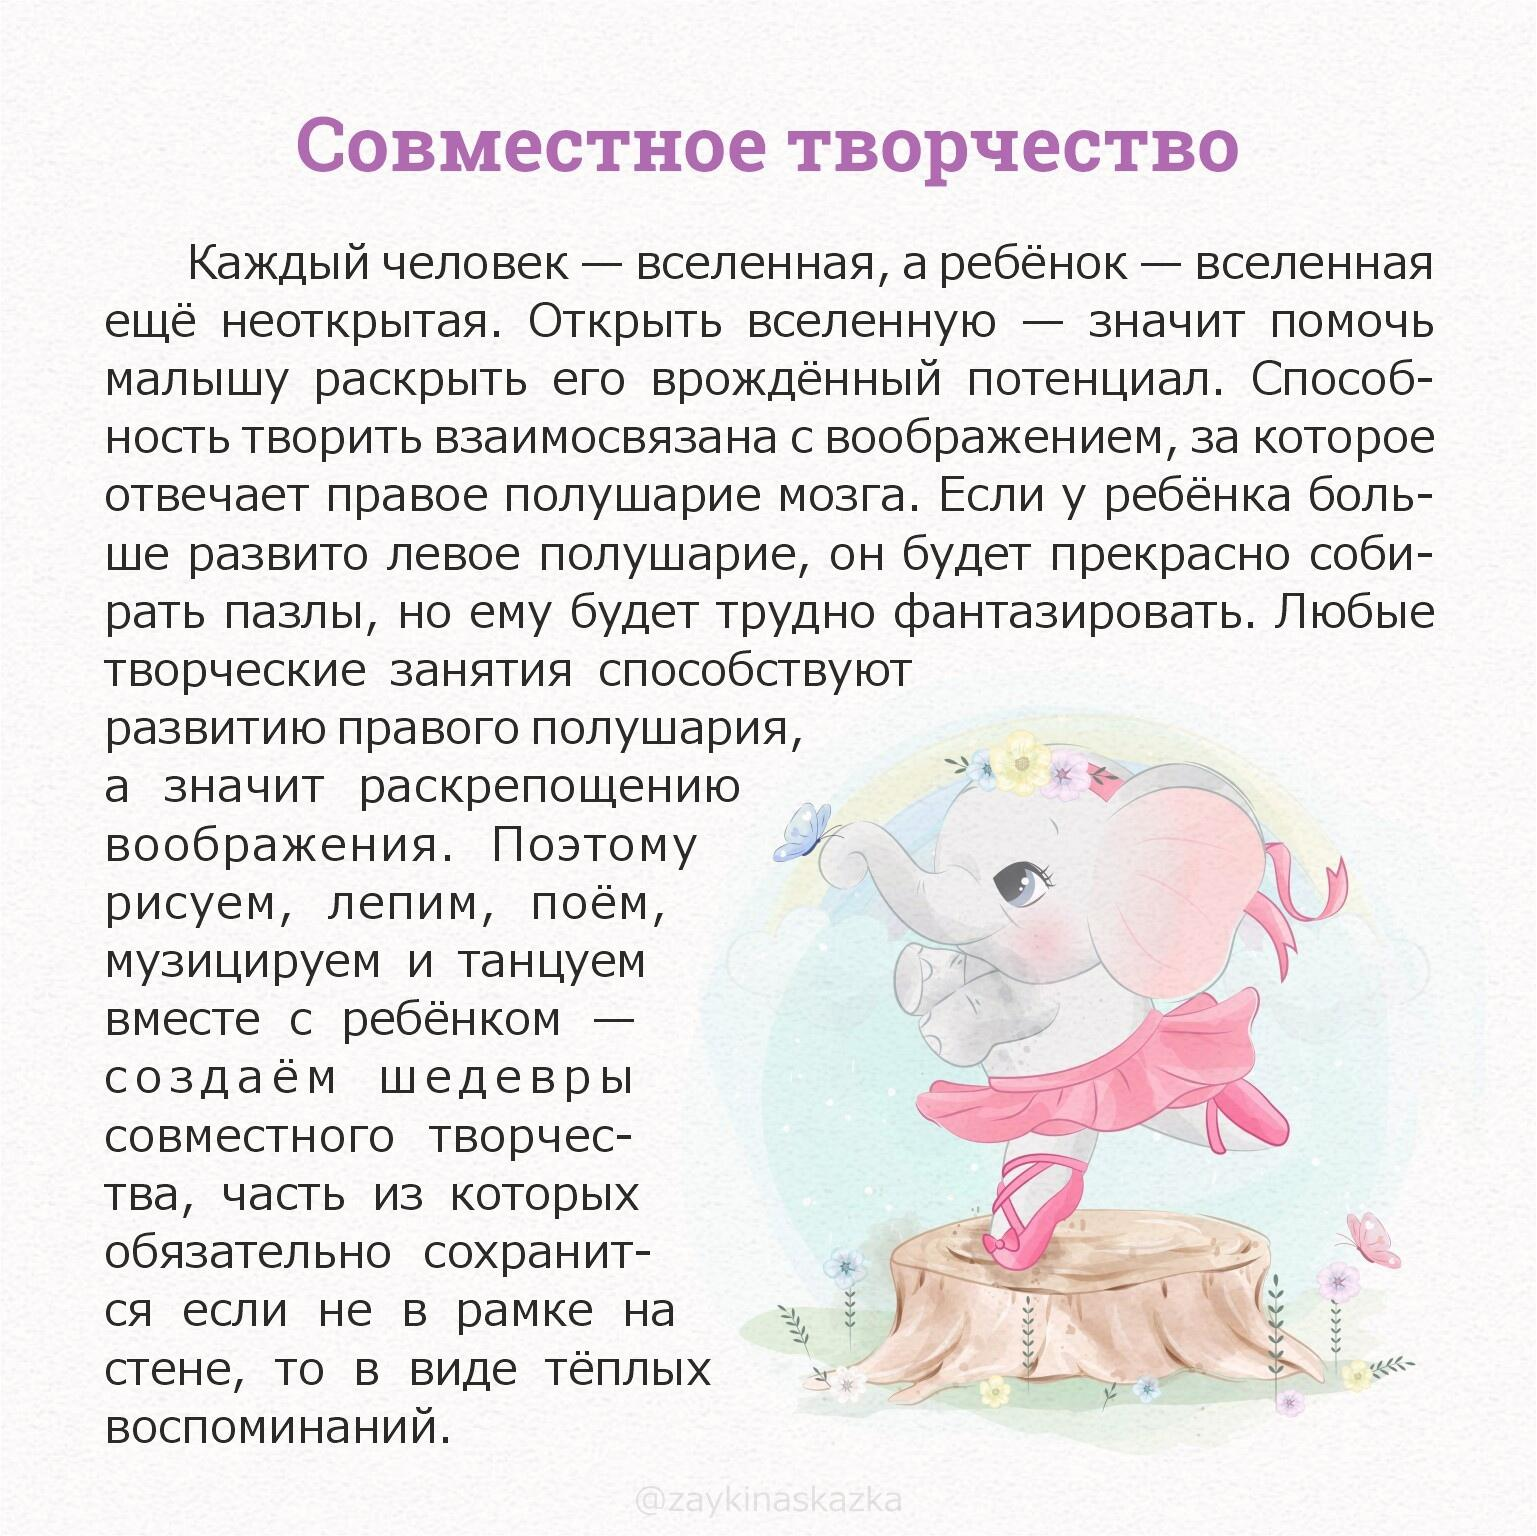 Совместное творчество
Каждый человек — вселенная, а ребёнок — вселенная
ещё неоткрытая. Открыть вселенную — значит помочь
малышу раскрыть его врождённый потенциал. Способ-
ность творить взаимосвязана с воображением, за которое
отвечает правое полушарие мозга. Если у ребёнка боль-
ше развито левое полушарие, он будет прекрасно соби-
рать пазлы, но ему будет трудно фантазировать. Любые
творческие занятия способствуют
развитию правого полушария,
а значит раскрепощению
воображения. Поэтому
рисуем, лепим, поём,
музицируем и танцуем
вместе с ребёнком —
создаём шедевры
совместного творчес-
тва, часть из которых
обязательно сохранит-
ся если не в рамке на
стене, то в виде тёплых
воспоминаний.
@zaykinaskazka